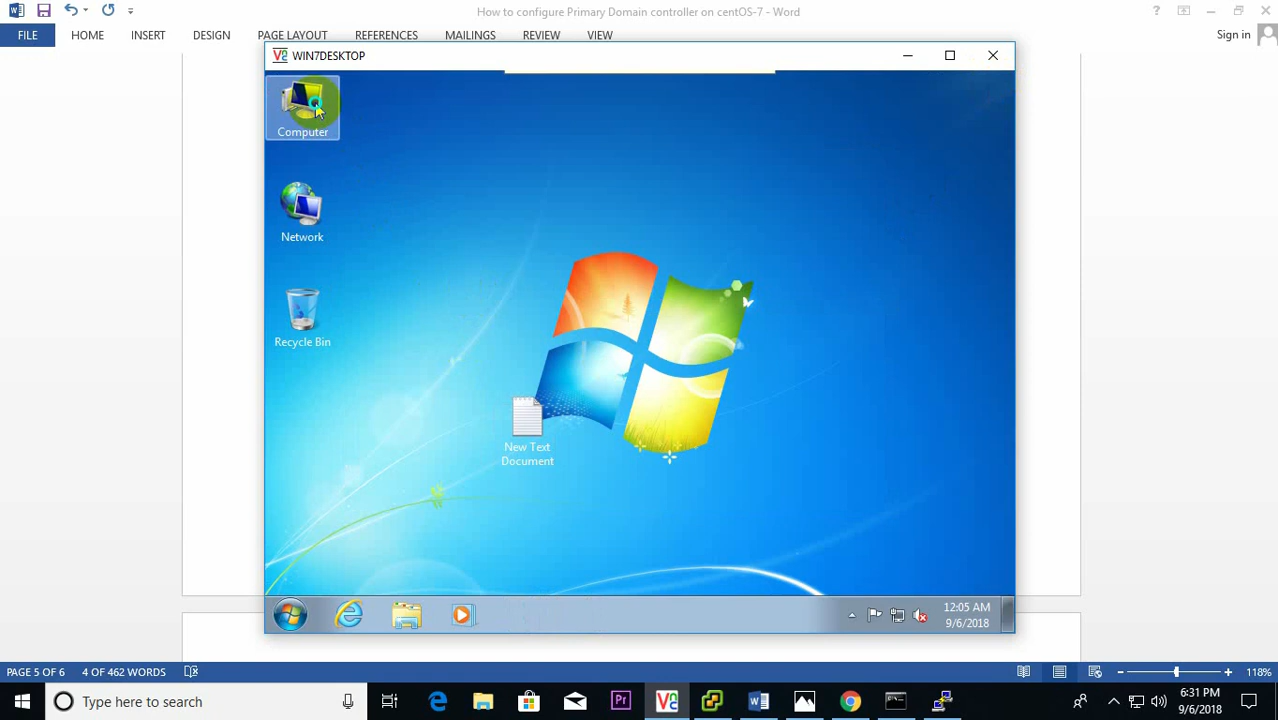 How to configure Primary Domain controller on centOS-7 - Word
FILE HOME INSERT DESIGN PAGE LAYOUT REFERENCES MAILINGS REVIEW VIEW Sign in
WIN7DESKTOP
Computer
Network
Recycle Bin
New Text
Document
12:05 AM
9/6/2018
PAGE 5 OF 6 4 OF 462 WORDS 118%
Type here to search
6:31 PM
9/6/2018